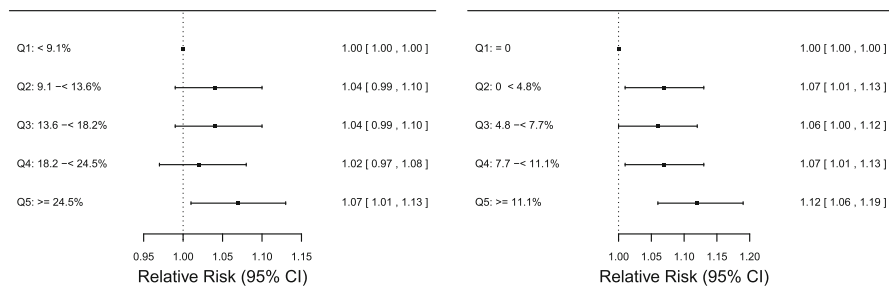 Q1: < 9.1% 1.00 [ 1.00 , 1.00 ]
Q2: 9.1 −< 13.6% 1.04 [ 0.99 , 1.10 ]
Q3: 13.6 −< 18.2% 1.04 [ 0.99 , 1.10 ]
Q4: 18.2 −< 24.5% 1.02 [ 0.97 , 1.08 ]
Q5: >= 24.5% 1.07 [ 1.01 , 1.13 ]
0.95 1.00 1.05 1.10 1.15
Relative Risk (95% CI)
Q1: = 0 1.00 [ 1.00 , 1.00 ]
Q2: 0 < 4.8% 1.07 [ 1.01 , 1.13 ]
Q3: 4.8 −< 7.7% 1.06 [ 1.00 , 1.12 ]
Q4: 7.7 −< 11.1% 1.07 [ 1.01 , 1.13 ]
Q5: >= 11.1% 1.12 [ 1.06 , 1.19 ]
1.00 1.05 1.10 1.15 1.20
Relative Risk (95% CI)